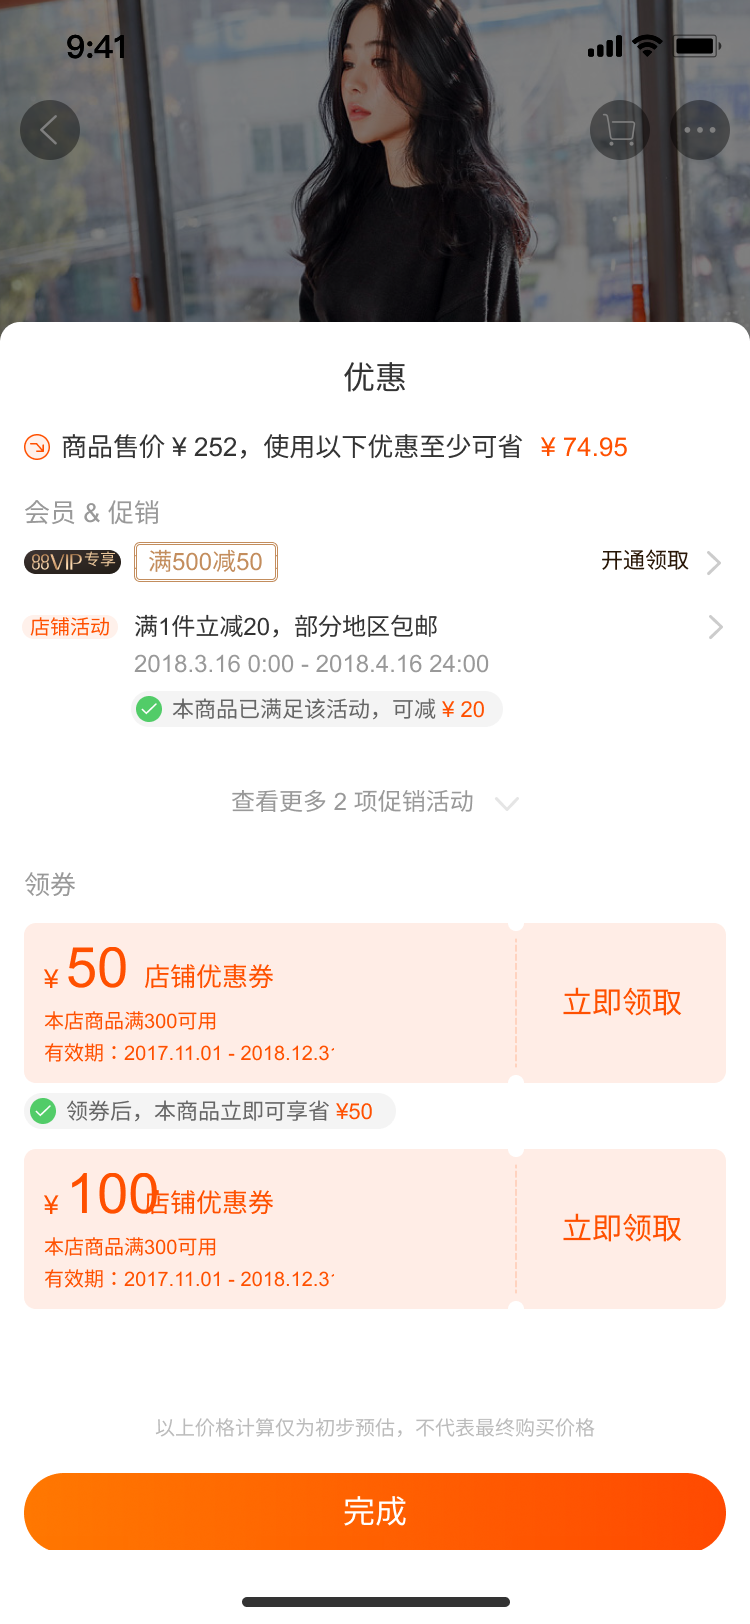 9:41
优惠
商品售价 ¥ 252，使用以下优惠至少可省 ¥ 74.95
会员 & 促销
88VIP专享 满500减50 开通领取
店铺活动 满1件立减20，部分地区包邮
2018.3.16 0:00 - 2018.4.16 24:00
本商品已满足该活动，可减 ¥ 20
查看更多 2 项促销活动
领券
¥ 50 店铺优惠券
本店商品满300可用
有效期：2017.11.01 - 2018.12.31
立即领取
领券后，本商品立即可享省 ¥50
¥ 100 店铺优惠券
本店商品满300可用
有效期：2017.11.01 - 2018.12.31
立即领取
以上价格计算仅为初步预估，不代表最终购买价格
完成